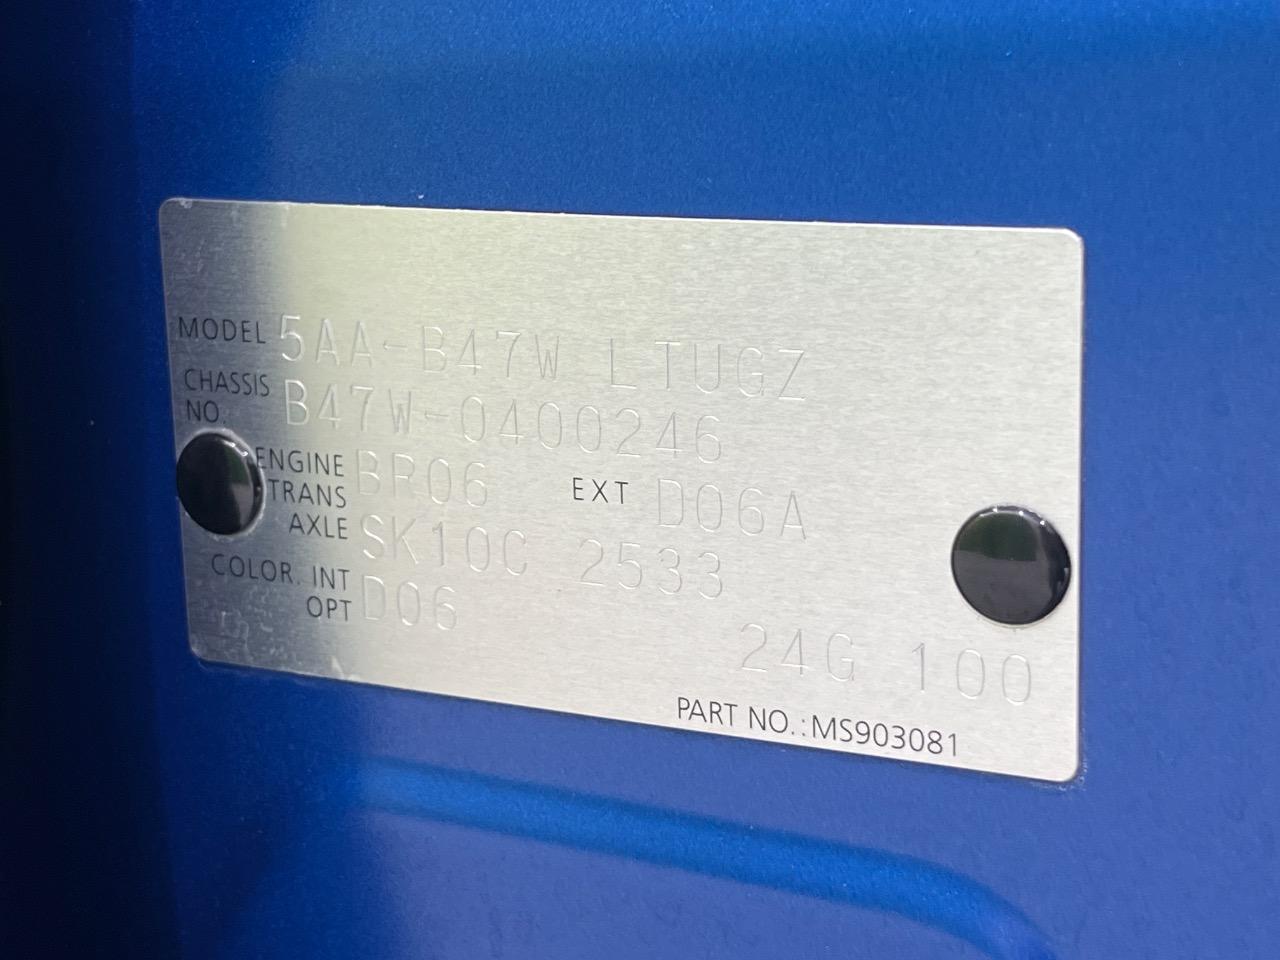 MODEL 5AA-B47W LTUGZ
CHASSIS NO. B47W-0400246
ENGINE BR06 EXT D06A
TRANS AXLE SK10C 2533
COLOR. INT OPT D06
24G 100
PART NO.:MS903081